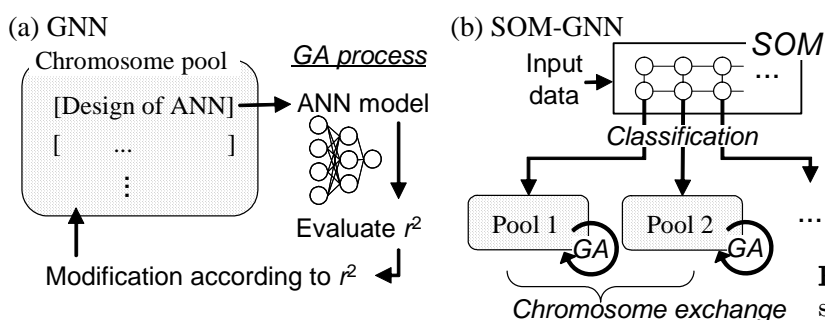 (a) GNN
Chromosome pool
[Design of ANN]
[ ... ]
⋮
GA process
ANN model
Evaluate r²
Modification according to r²
(b) SOM-GNN
SOM
Input
data
...
Classification
Pool 1
GA
Pool 2
GA
...
Chromosome exchange
s